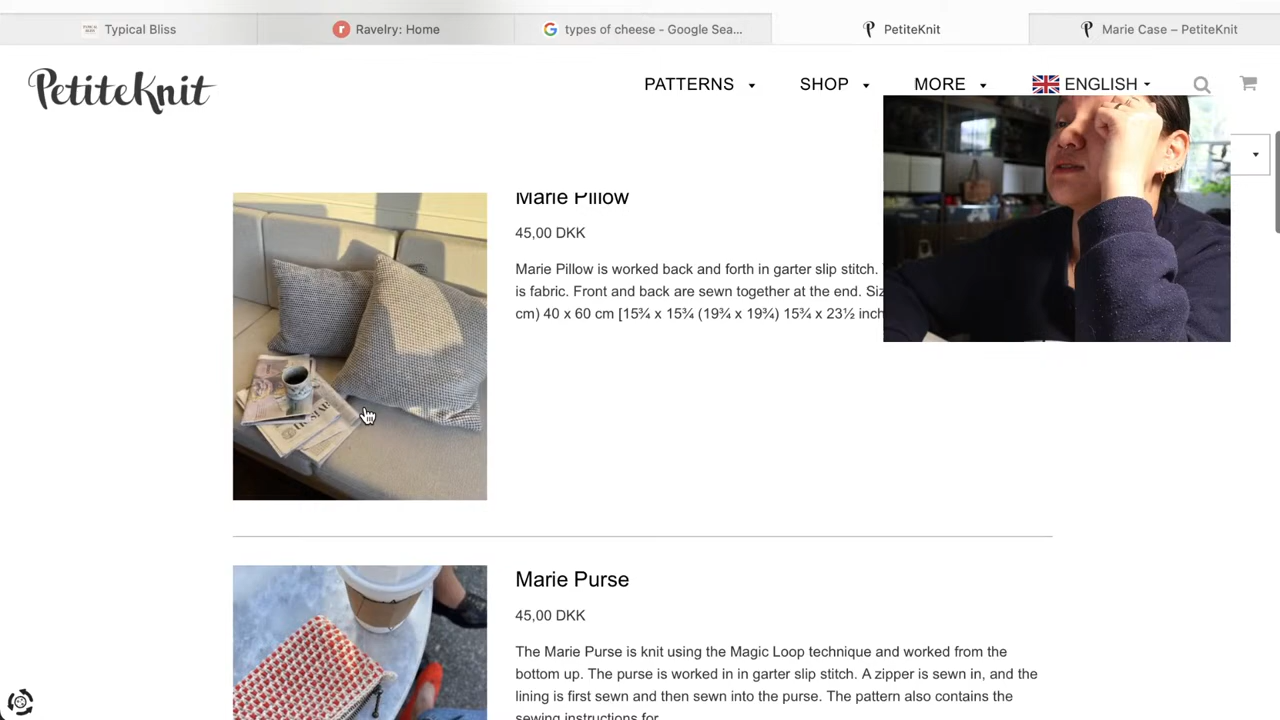 Typical Bliss
Ravelry: Home
types of cheese - Google Sea...
PetiteKnit
Marie Case – PetiteKnit
PetiteKnit
PATTERNS
SHOP
MORE
ENGLISH
Marie Pillow
45,00 DKK
Marie Pillow is worked back and forth in garter slip stitch.
is fabric. Front and back are sewn together at the end.
cm) 40 x 60 cm [15¾ x 15¾ (19¾ x 19¾) 15¾ x 23½
Marie Purse
45,00 DKK
The Marie Purse is knit using the Magic Loop technique and worked from the
bottom up. The purse is worked in in garter slip stitch. A zipper is sewn in, and the
lining is first sewn and then sewn into the purse. The pattern also contains the
sewing instructions for